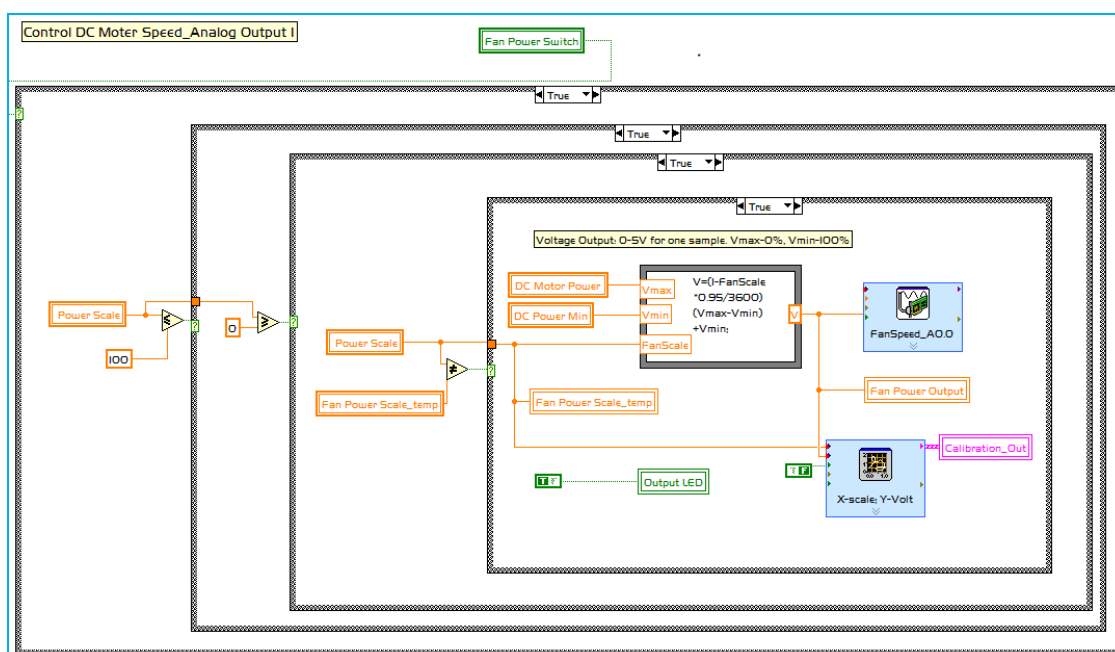 Control DC Moter Speed_Analog Output 1
Fan Power Switch
True
?
True
True
True
Voltage Output: 0-5V for one sample. Vmax-0%, Vmin-100%
DC Motor Power
Vmax
V=(1-FanScale
*0.95/3600)
(Vmax-Vmin)
+Vmin;
DC Power Min
Vmin
V
FanScale
FanSpeed_AO.0
Power Scale
≤
?
100
0
≥
?
Power Scale
≠
?
Fan Power Scale_temp
Fan Power Scale_temp
Fan Power Output
Calibration_Out
T F
Output LED
T F
X-scale; Y-Volt